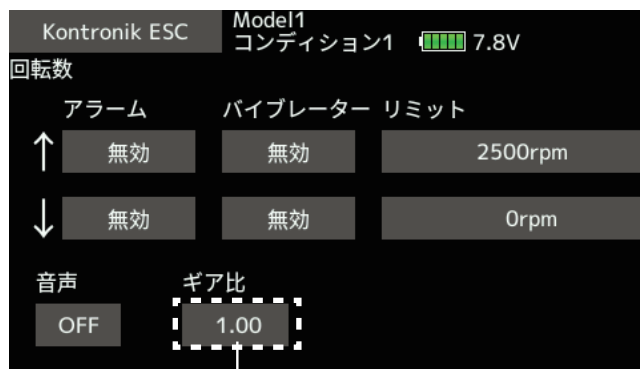 Kontronik ESC
Model1
コンディション1 7.8V
回転数
アラーム バイブレーター リミット
↑ 無効 無効 2500rpm
↓ 無効 無効 0rpm
音声 ギア比
OFF 1.00